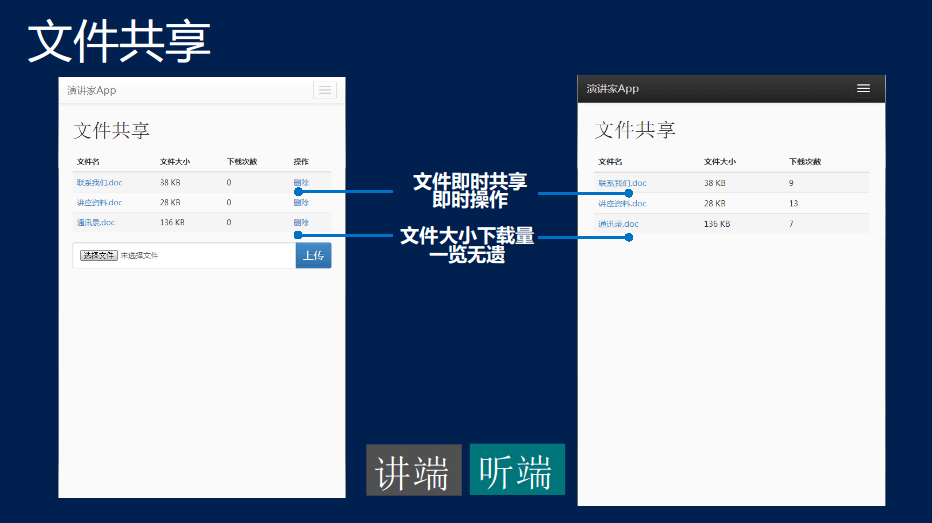 文件共享
演讲家App
文件共享
文件名 文件大小 下载次数 操作
联系我们.doc 38 KB 0 删除
讲座资料.doc 28 KB 0 删除
通讯录.doc 136 KB 0 删除
选择文件 未选择文件 上传
文件即时共享
即时操作
文件大小下载量
一览无遗
演讲家App
文件共享
文件名 文件大小 下载次数
联系我们.doc 38 KB 9
讲座资料.doc 28 KB 13
通讯录.doc 136 KB 7
讲端
听端